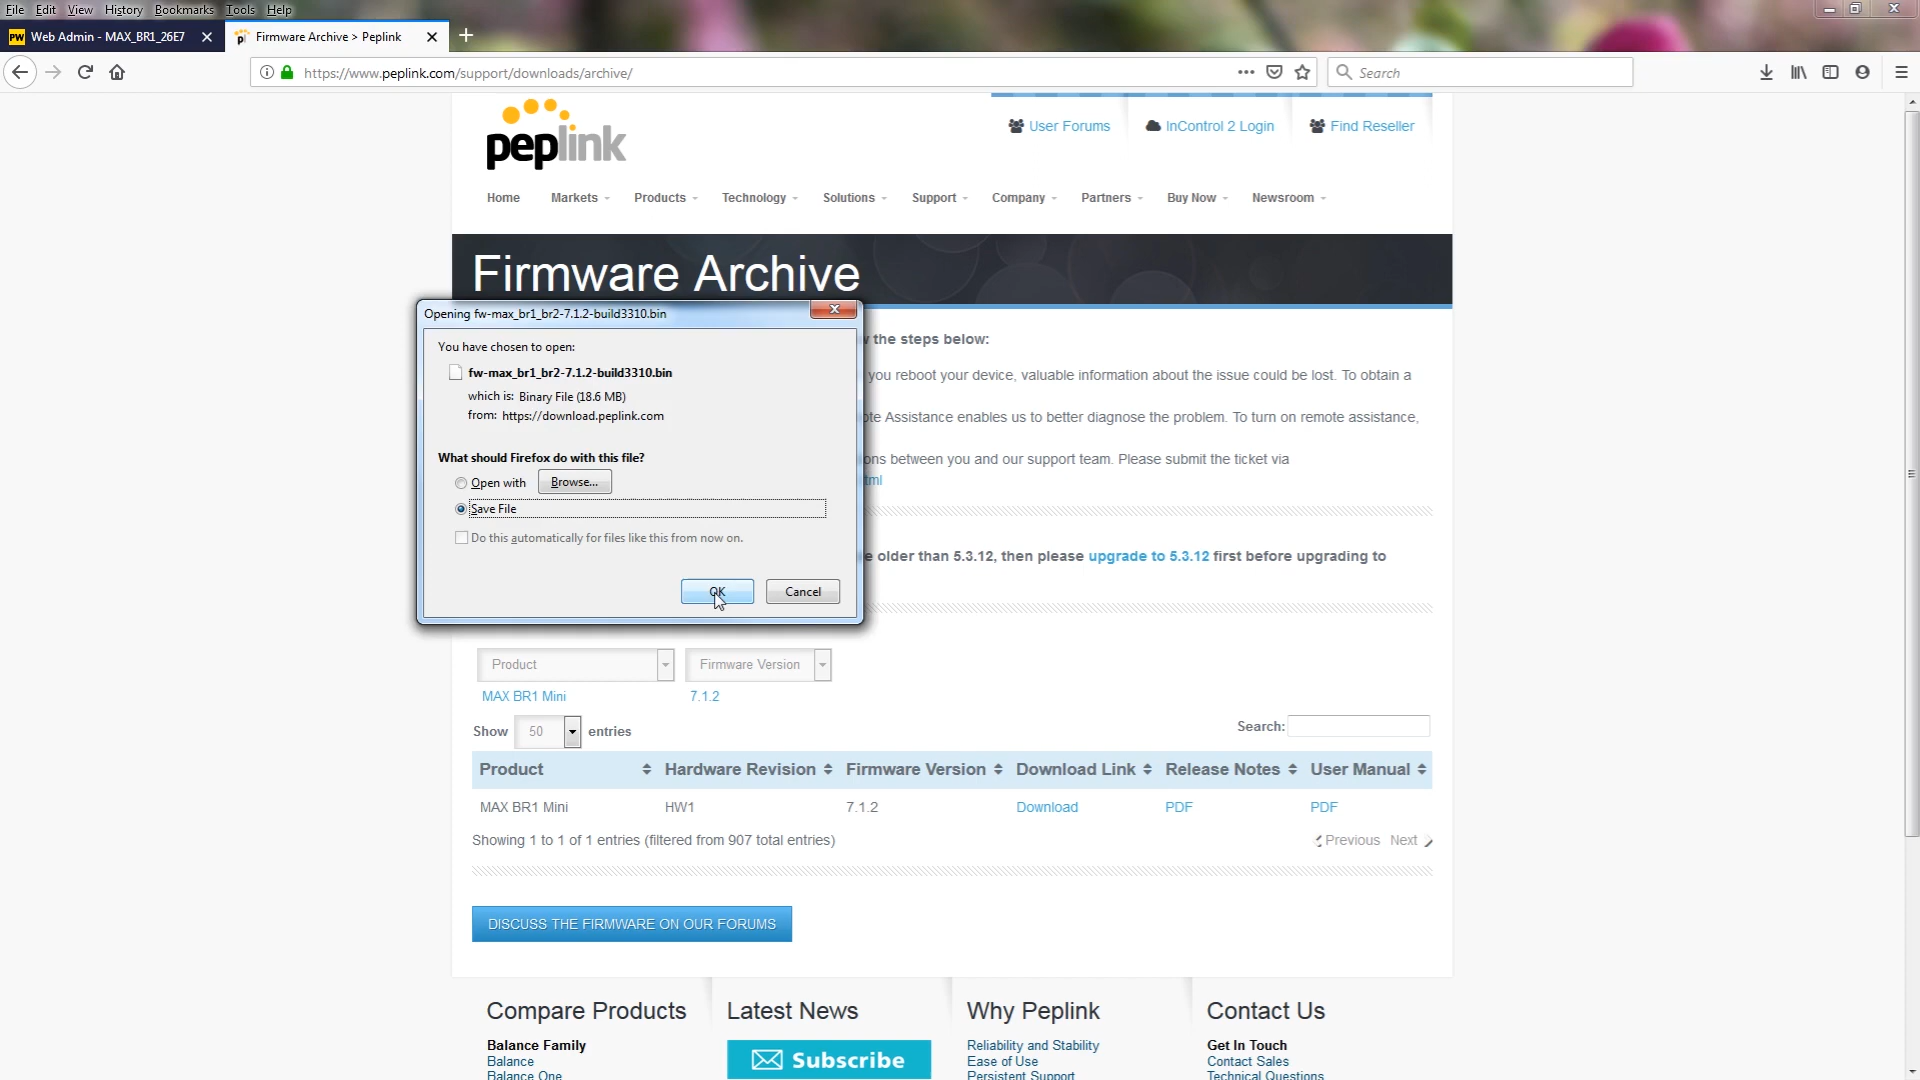 File Edit View History Bookmarks Tools Help
PW Web Admin - MAX_BR1_26E7
Firmware Archive > Peplink
https://www.peplink.com/support/downloads/archive/
Search
peplink
User Forums
InControl 2 Login
Find Reseller
Home Markets Products Technology Solutions Support Company Partners Buy Now Newsroom
Firmware Archive
Opening fw-max_br1_br2-7.1.2-build3310.bin
You have chosen to open:
fw-max_br1_br2-7.1.2-build3310.bin
which is: Binary File (18.6 MB)
from: https://download.peplink.com
What should Firefox do with this file?
Open with Browse...
Save File
Do this automatically for files like this from now on.
OK Cancel
the steps below:
you reboot your device, valuable information about the issue could be lost. To obtain a
Assistance enables us to better diagnose the problem. To turn on remote assistance,
between you and our support team. Please submit the ticket via
older than 5.3.12, then please upgrade to 5.3.12 first before upgrading to
Product Firmware Version
MAX BR1 Mini 7.1.2
Show 50 entries
Search:
Product Hardware Revision Firmware Version Download Link Release Notes User Manual
MAX BR1 Mini HW1 7.1.2 Download PDF PDF
Showing 1 to 1 of 1 entries (filtered from 907 total entries)
Previous Next
DISCUSS THE FIRMWARE ON OUR FORUMS
Compare Products
Balance Family
Balance
Balance One
Latest News
Subscribe
Why Peplink
Reliability and Stability
Ease of Use
Persistent Support
Contact Us
Get In Touch
Contact Sales
Technical Questions